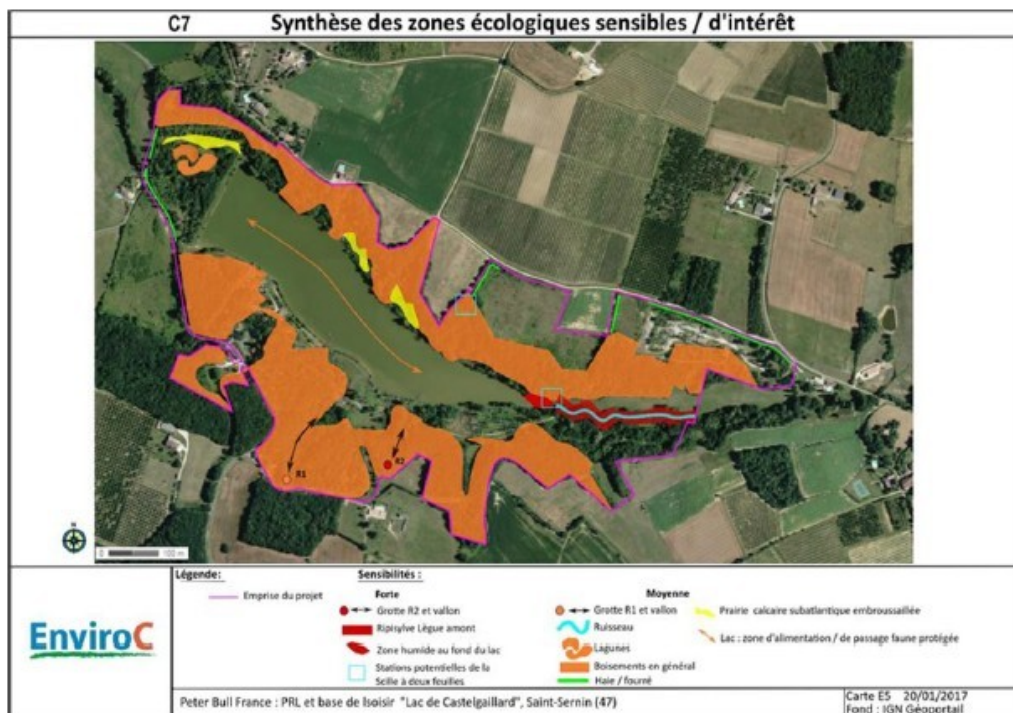 C7 Synthèse des zones écologiques sensibles / d'intérêt
R1
R2
N
0 100 m
Légende:
Emprise du projet
Sensibilités :
Forte
Grotte R2 et vallon
Ripisylve Lègue amont
Zone humide au fond du lac
Stations potentielles de la
Scille à deux feuilles
Moyenne
Grotte R1 et vallon
Ruisseau
Lagunes
Boisements en général
Haie / fourré
Prairie calcaire subatlantique embroussaillée
Lac : zone d'alimentation / de passage faune protégée
EnviroC
Peter Bull France : PRL et base de lsoisir "Lac de Castelgaillard", Saint-Sernin (47)
Carte E5 20/01/2017
Fond : IGN Géoportail